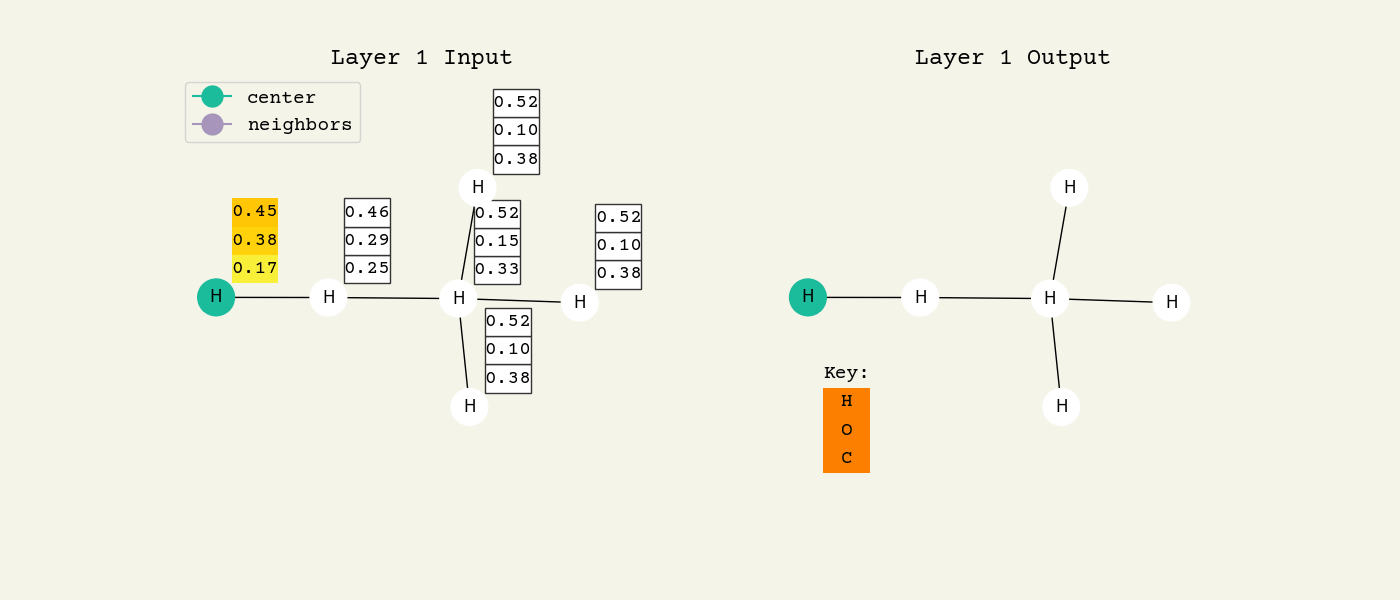 Layer 1 Input
center
neighbors
0.52
0.10
0.38
H
0.45
0.38
0.17
H
0.46
0.29
0.25
H
0.52
0.15
0.33
H
0.52
0.10
0.38
H
0.52
0.10
0.38
H
Layer 1 Output
H
H
H
H
H
H
Key:
H
O
C